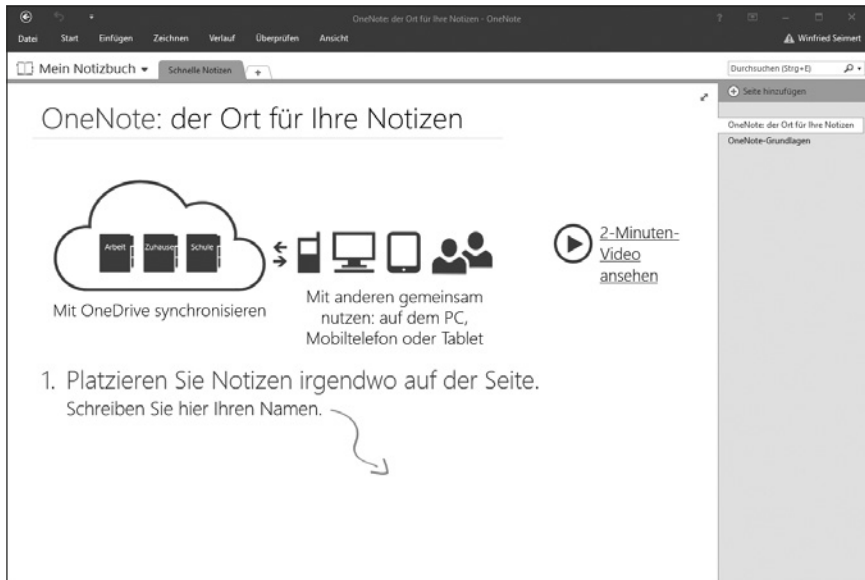 OneNote: der Ort für Ihre Notizen - OneNote
?
Datei Start Einfügen Zeichnen Verlauf Überprüfen Ansicht
Winfried Seimert
Mein Notizbuch
Schnelle Notizen
+
Durchsuchen (Strg+E)
Seite hinzufügen
OneNote: der Ort für Ihre Notizen
OneNote-Grundlagen
OneNote: der Ort für Ihre Notizen
Arbeit Zuhause Schule
Mit OneDrive synchronisieren
Mit anderen gemeinsam
nutzen: auf dem PC,
Mobiltelefon oder Tablet
2-Minuten-
Video
ansehen
1. Platzieren Sie Notizen irgendwo auf der Seite.
Schreiben Sie hier Ihren Namen.